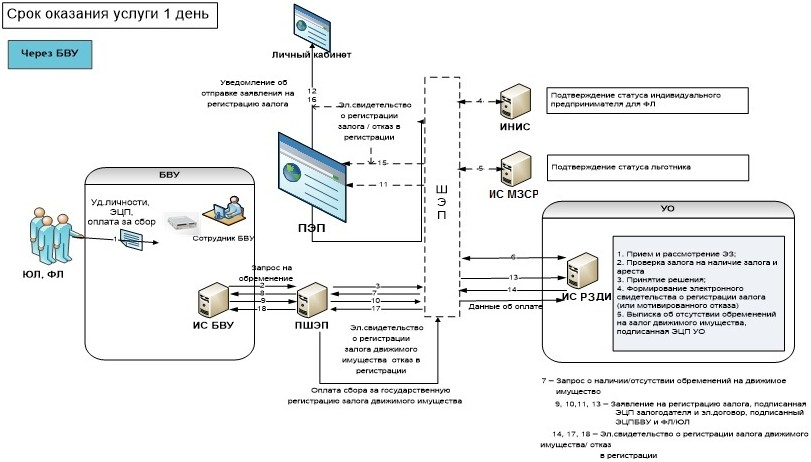 Срок оказания услуги 1 день
Через БВУ
Личный кабинет
Уведомление об
отправке заявления на
регистрацию залога
12
16
Эл.свидетельство
о регистрации
залога / отказ в
регистрации
15
11
ПЭП
ШЭП
4
ИНИС
Подтверждение статуса индивидуального
предпринимателя для ФЛ
5
ИС МЗСР
Подтверждение статуса льготника
БВУ
Уд.личности,
ЭЦП,
оплата за сбор
1
ЮЛ, ФЛ
Сотрудник БВУ
ИС БВУ
Запрос на
обременение
2
8
9
18
ПШЭП
3
7
10
17
Эл.свидетельство
о регистрации
залога движимого
имущества отказ в
регистрации
Оплата сбора за государственную
регистрацию залога движимого имущества
УО
6
13
14
Данные об оплате
ИС РЗДИ
1. Прием и рассмотрение ЭЗ;
2. Проверка залога на наличие залога и
ареста
3. Принятие решения;
4. Формирование электронного
свидетельства о регистрации залога
(или мотивированного отказа)
5. Выписка об отсутствии обременений
на залог движимого имущества,
подписанная ЭЦП УО
7 – Запрос о наличии/отсутствии обременений на движимое
имущество
9, 10,11, 13 – Заявление на регистрацию залога, подписанная
ЭЦП залогодателя и эл.договор, подписанный
ЭЦПБВУ и ФЛ/ЮЛ
14, 17, 18 – Эл.свидетельство о регистрации залога движимого
имущества/ отказ
в регистрации